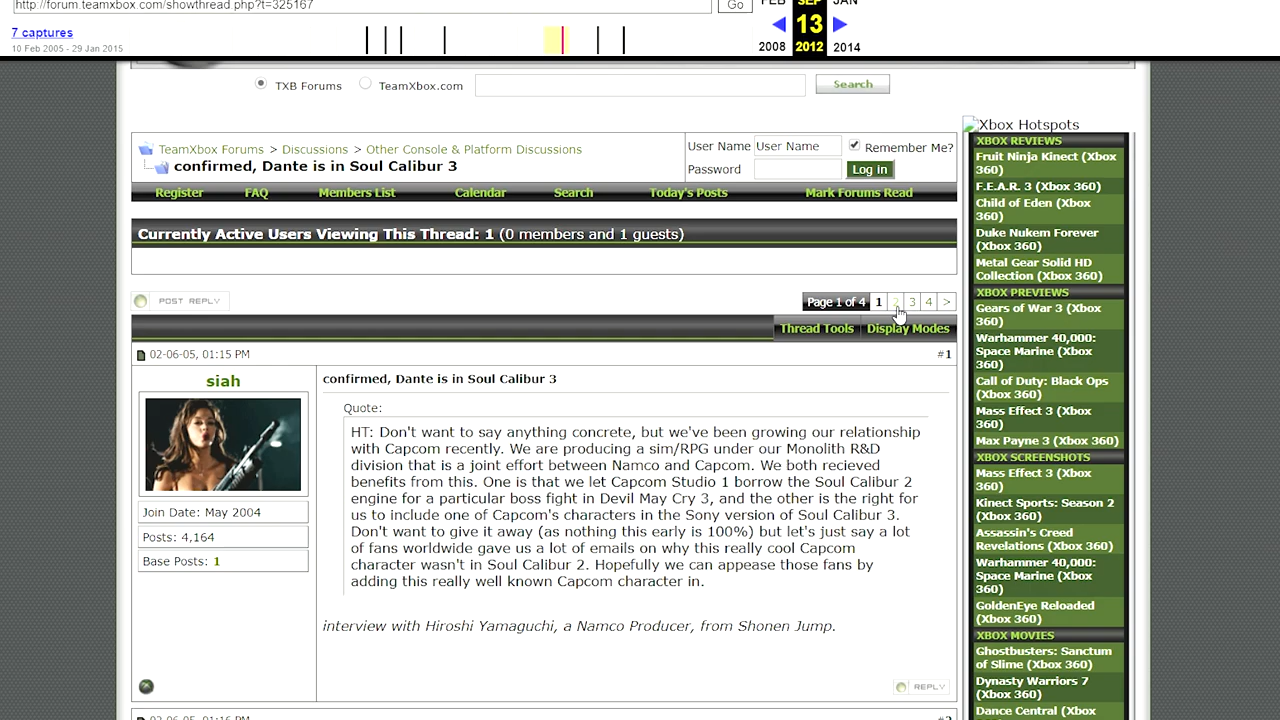 http://forum.teamxbox.com/showthread.php?t=325167
Go
FEB SEP JAN
7 captures
13
10 Feb 2005 - 29 Jan 2015
2008 2012 2014
TXB Forums TeamXbox.com Search
Xbox Hotspots
TeamXbox Forums > Discussions > Other Console & Platform Discussions
confirmed, Dante is in Soul Calibur 3
User Name User Name Remember Me?
Password Log in
Register FAQ Members List Calendar Search Today's Posts Mark Forums Read
Currently Active Users Viewing This Thread: 1 (0 members and 1 guests)
POST REPLY
Page 1 of 4 1 2 3 4 >
Thread Tools Display Modes
02-06-05, 01:15 PM #1
siah
Join Date: May 2004
Posts: 4,164
Base Posts: 1
confirmed, Dante is in Soul Calibur 3
Quote:
HT: Don't want to say anything concrete, but we've been growing our relationship
with Capcom recently. We are producing a sim/RPG under our Monolith R&D
division that is a joint effort between Namco and Capcom. We both recieved
benefits from this. One is that we let Capcom Studio 1 borrow the Soul Calibur 2
engine for a particular boss fight in Devil May Cry 3, and the other is the right for
us to include one of Capcom's characters in the Sony version of Soul Calibur 3.
Don't want to give it away (as nothing this early is 100%) but let's just say a lot
of fans worldwide gave us a lot of emails on why this really cool Capcom
character wasn't in Soul Calibur 2. Hopefully we can appease those fans by
adding this really well known Capcom character in.
interview with Hiroshi Yamaguchi, a Namco Producer, from Shonen Jump.
REPLY
02-06-05, 01:16 PM #2
XBOX REVIEWS
Fruit Ninja Kinect (Xbox
360)
F.E.A.R. 3 (Xbox 360)
Child of Eden (Xbox
360)
Duke Nukem Forever
(Xbox 360)
Metal Gear Solid HD
Collection (Xbox 360)
XBOX PREVIEWS
Gears of War 3 (Xbox
360)
Warhammer 40,000:
Space Marine (Xbox
360)
Call of Duty: Black Ops
(Xbox 360)
Mass Effect 3 (Xbox
360)
Max Payne 3 (Xbox 360)
XBOX SCREENSHOTS
Mass Effect 3 (Xbox
360)
Kinect Sports: Season 2
(Xbox 360)
Assassin's Creed
Revelations (Xbox 360)
Warhammer 40,000:
Space Marine (Xbox
360)
GoldenEye Reloaded
(Xbox 360)
XBOX MOVIES
Ghostbusters: Sanctum
of Slime (Xbox 360)
Dynasty Warriors 7
(Xbox 360)
Dance Central (Xbox